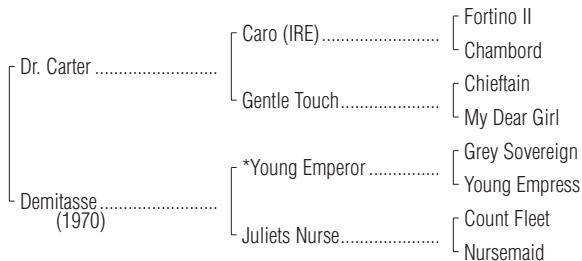 Fortino II
Caro (IRE)........................
Chambord
Dr. Carter .........................
Chieftain
Gentle Touch....................
My Dear Girl
Grey Sovereign
*Young Emperor ..............
Young Empress
Demitasse........................
(1970)
Count Fleet
Juliets Nurse....................
Nursemaid